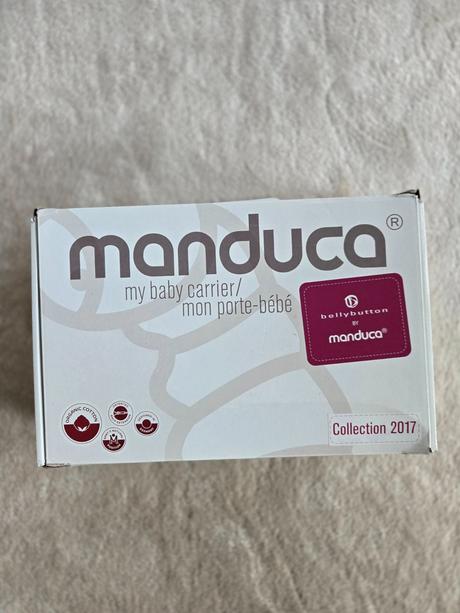 manduca®
my baby carrier/
mon porte-bébé
bellybutton
BY
manduca®
ORGANIC COTTON
Collection 2017